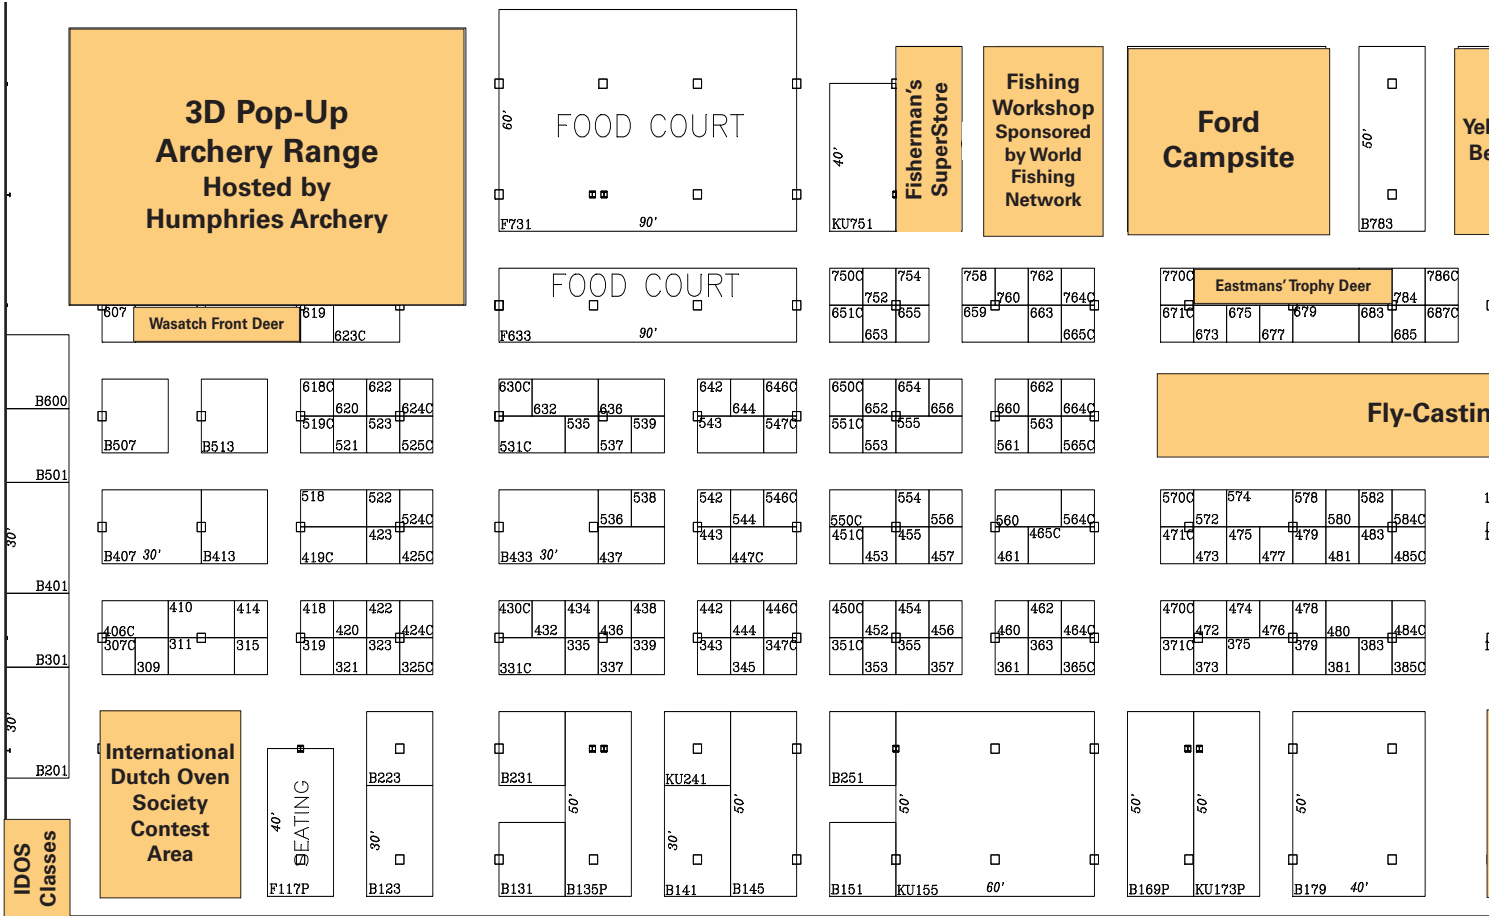 3D Pop-Up
Archery Range
Hosted by
Humphries Archery
60'
FOOD COURT
F731
90'
40'
KU751
Fisherman's
SuperStore
Fishing
Workshop
Sponsored
by World
Fishing
Network
Ford
Campsite
50'
B783
Yel
Be
607
Wasatch Front Deer
619
623C
FOOD COURT
F633
90'
750C 754
752
651C 655
653
758 762
760 764C
659 663
665C
770C Eastmans' Trophy Deer 786C
784
671C 675 679 683 687C
673 677 685
B600
B507
B513
618C 622
620 624C
519C 523
521 525C
630C
632 636
535 539
531C 537
642 646C
644
543 547C
650C 654
652 656
551C 555
553
662
660 664C
563
561 565C
Fly-Castin
B501
30'
B407 30' B413
518 522
524C
423
419C 425C
538
536
B433 30' 437
542 546C
544
443
447C
554
550C 556
451C 455
453 457
560 564C
465C
461
570C 574 578 582
572 580 584C
471C 475 479 483
473 477 481 485C
1
B401
410 414
406C
307C 311 315
309
418 422
420 424C
319 323
321 325C
430C 434 438
432 436
335 339
331C 337
442 446C
444
343 347C
345
450C 454
452 456
351C 355
353 357
462
460 464C
363
361 365C
470C 474 478
472 476 480 484C
371C 375 379 383
373 381 385C
B301
30'
B201
IDOS
Classes
International
Dutch Oven
Society
Contest
Area
40'
SEATING
F117P
B223
30'
B123
B231
B131
50'
B135P
KU241
30'
B141
50'
B145
B251
B151
50'
KU155 60'
50'
B169P
50'
KU173P
B179 40'